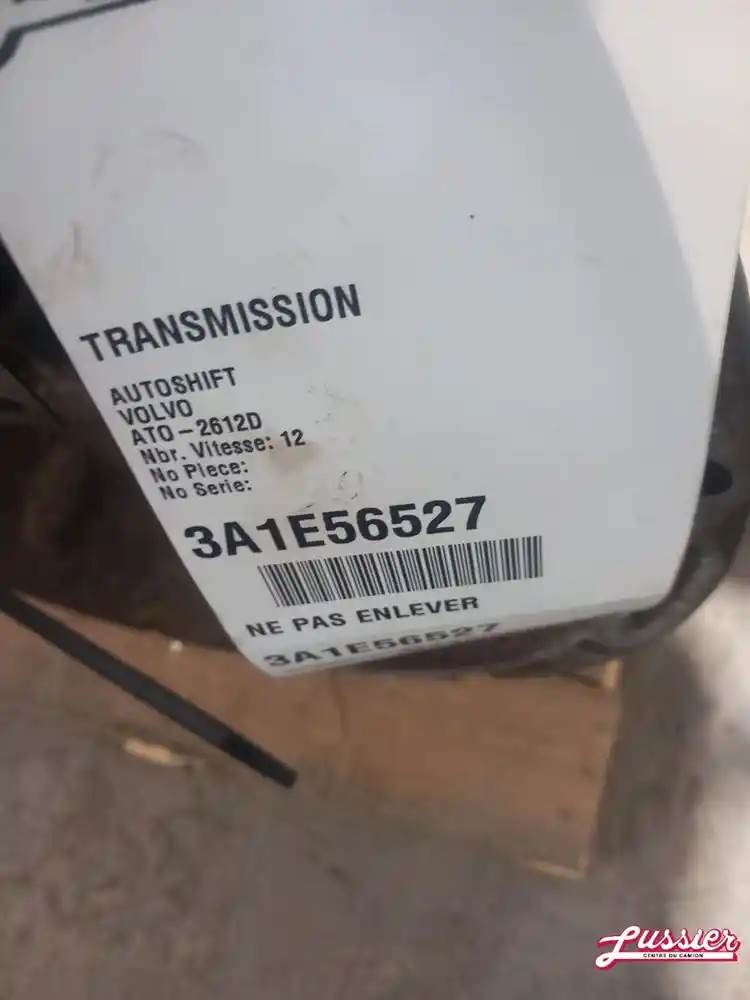 TRANSMISSION
AUTOSHIFT
VOLVO
ATO-2612D
Nbr. Vitesse: 12
No Piece:
No Serie:
3A1E56527
NE PAS ENLEVER
3A1E56527
Lussier
CENTRE DU CAMION